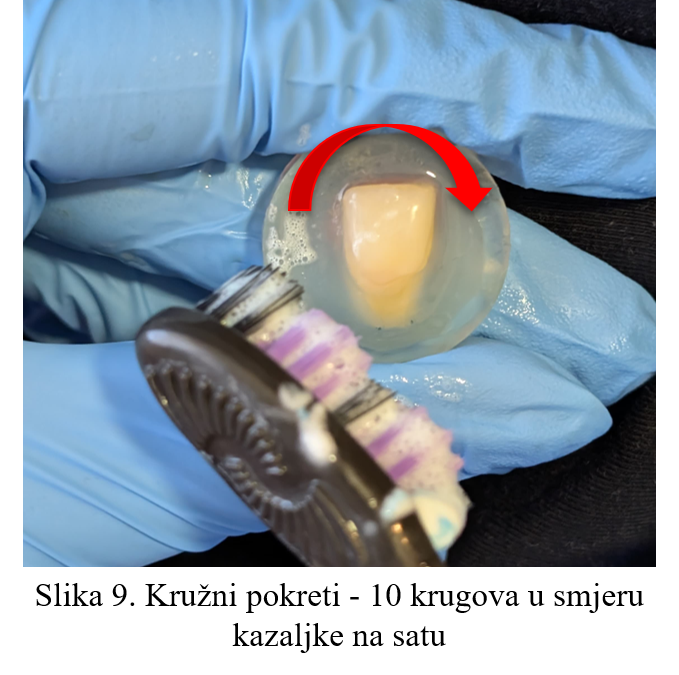 Slika 9. Kružni pokreti - 10 krugova u smjeru
kazaljke na satu